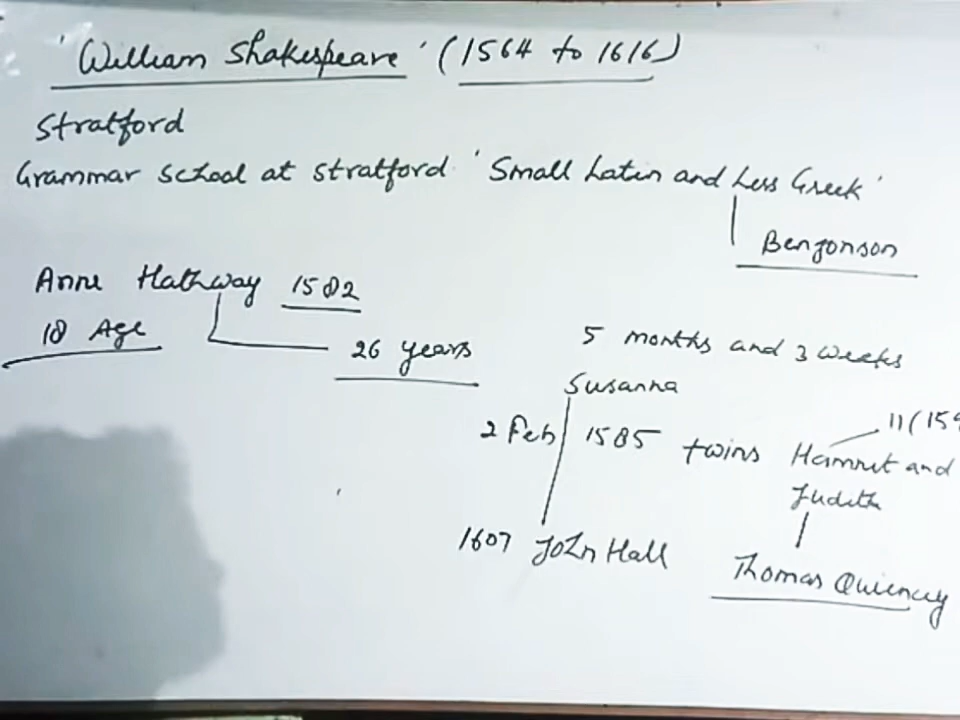 'William Shakespeare' (1564 to 1616)
Stratford
Grammar School at Stratford 'Small Latin and Less Greek'
Benjonson
Anne Hathway 1582
18 Age
26 years
5 months and 3 weeks
Susanna
2 Feb 1585 twins Hamnet and
11 (159
Judith
1607 John Hall
Thomas Quiency